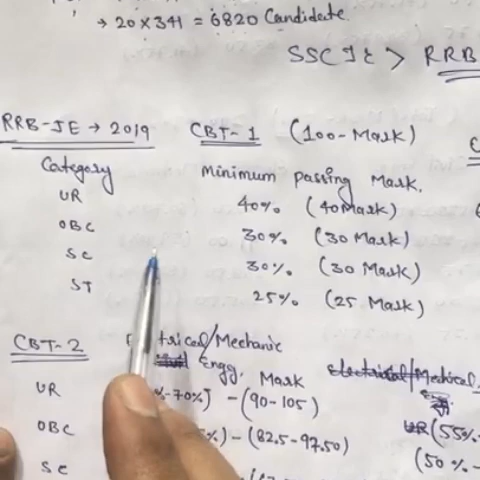 → 20 x 341 = 6820 Candidate
SSC JE > RRB
RRB-JE → 2019 CBT-1 (100-Mark)
Category Minimum passing Mark.
UR 40% (40 Mark)
OBC 30% (30 Mark)
SC 30% (30 Mark)
ST 25% (25 Mark)
CBT-2 trical/Mechanic
Engg. Mark
UR %-70%] - (90-105)
OBC %) - (82.5-97.50) (55%
SC (50%-